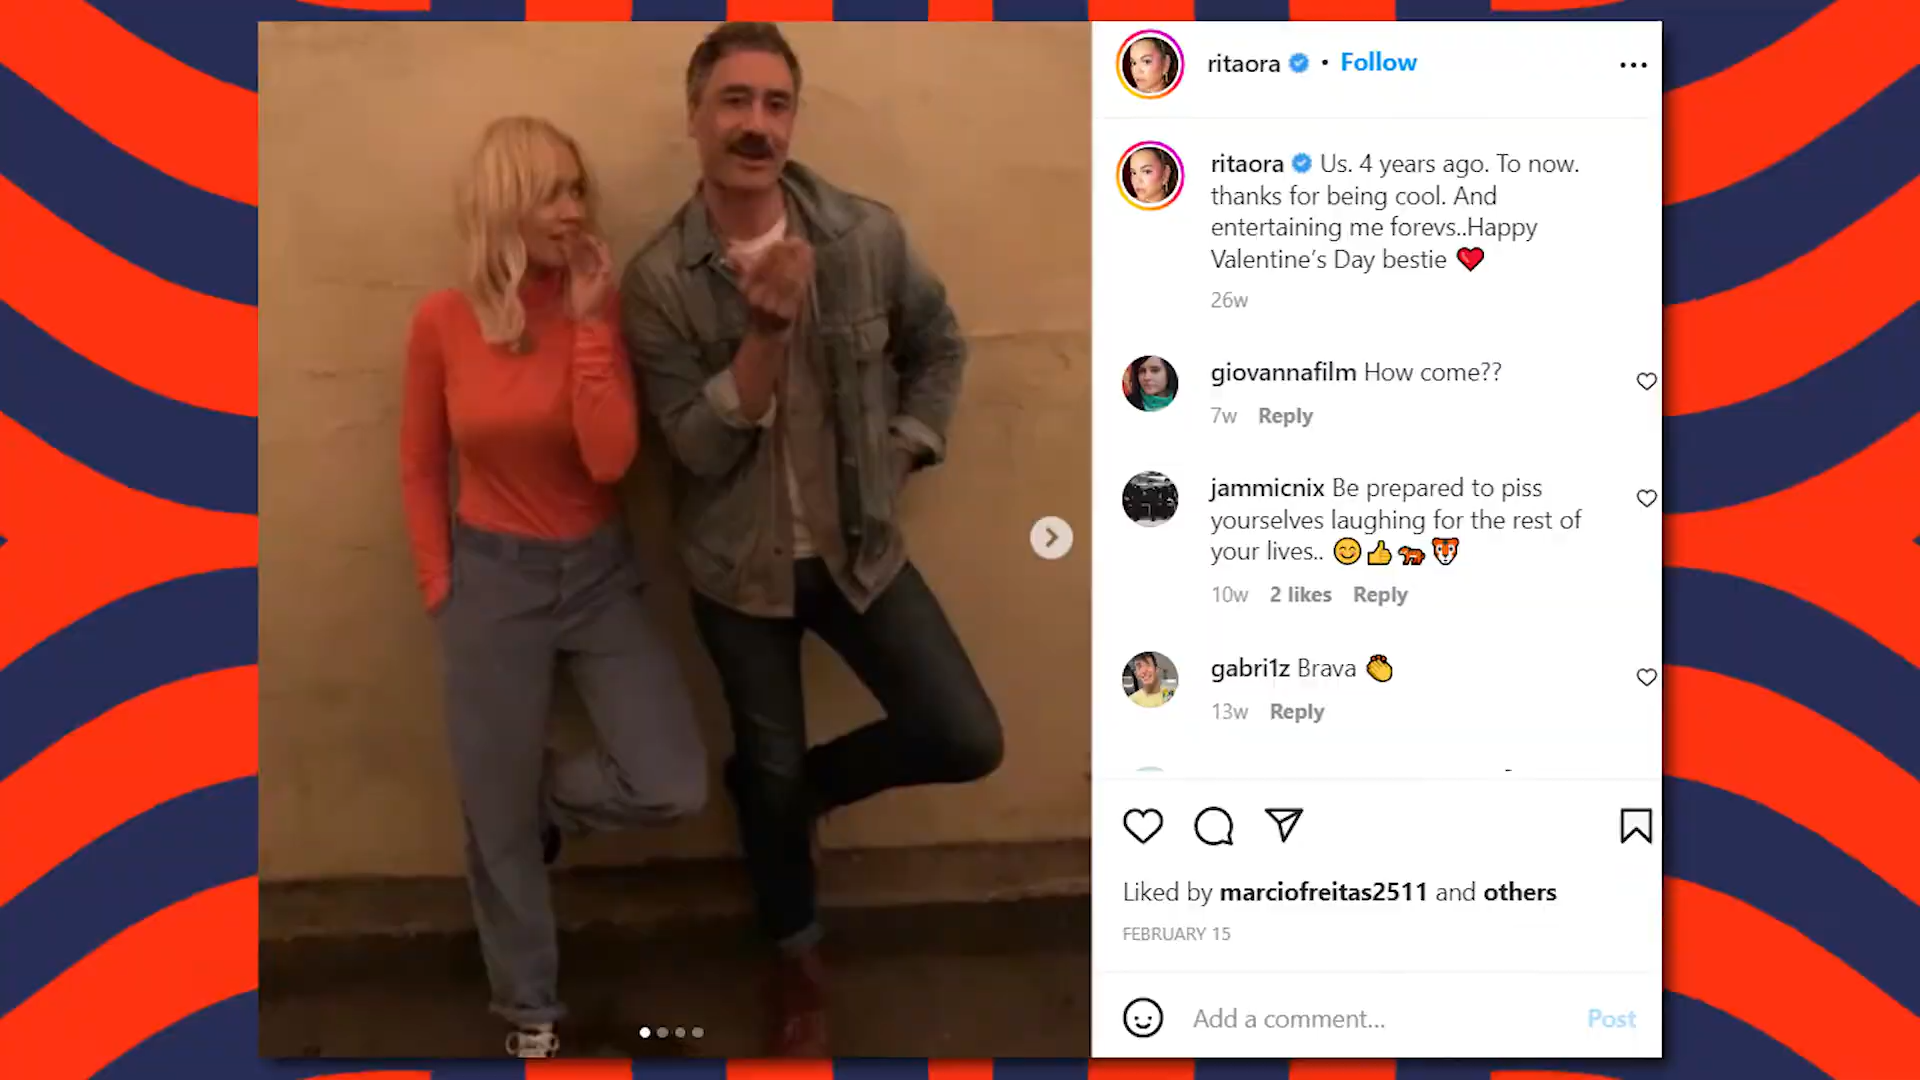 ritaora • Follow
ritaora Us. 4 years ago. To now.
thanks for being cool. And
entertaining me forevs..Happy
Valentine’s Day bestie ❤️
26w
giovannafilm How come??
7w Reply
jammicnix Be prepared to piss
yourselves laughing for the rest of
your lives.. 😊👍🐅🐯
10w 2 likes Reply
gabri1z Brava 👏
13w Reply
Liked by marciofreitas2511 and others
FEBRUARY 15
Add a comment... Post